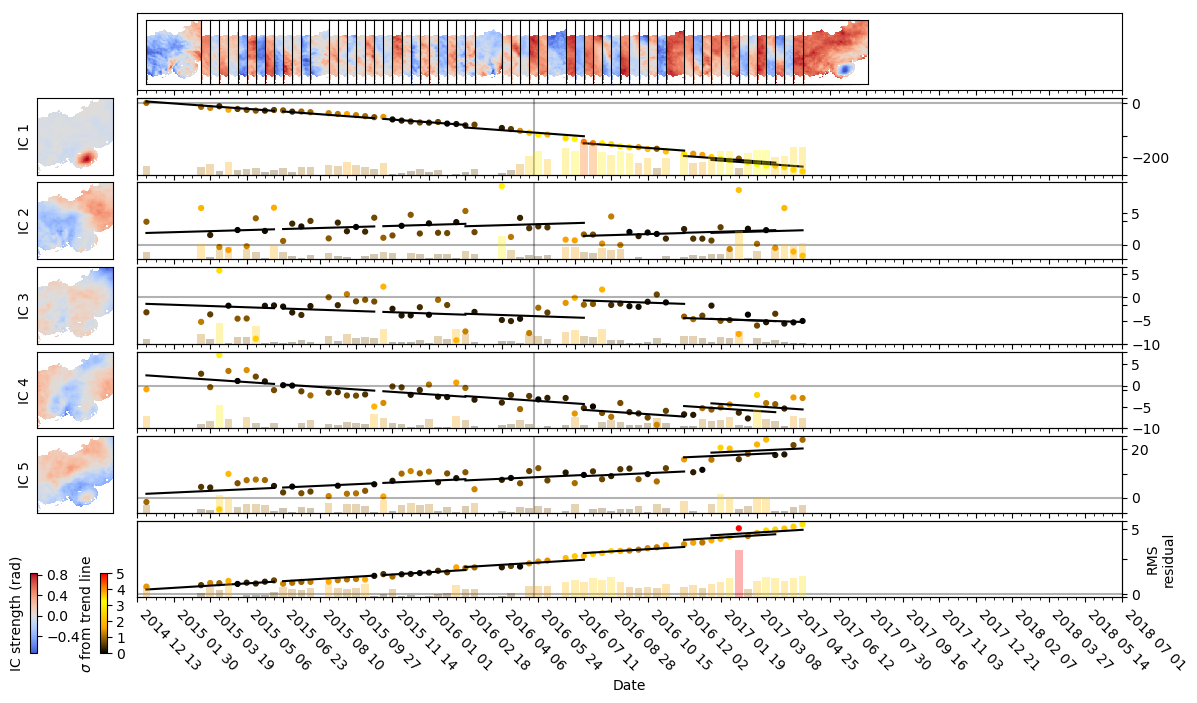 IC 1
0
−200
IC 2
5
0
IC 3
5
0
−5
−10
IC 4
5
0
−5
−10
IC 5
20
0
RMS residual
5
0
IC strength (rad)
0.8
0.4
0.0
−0.4
σ from trend line
5
4
3
2
1
0
2014 12 13
2015 01 30
2015 03 19
2015 05 06
2015 06 23
2015 08 10
2015 09 27
2015 11 14
2016 01 01
2016 02 18
2016 04 06
2016 05 24
2016 07 11
2016 08 28
2016 10 15
2016 12 02
2017 01 19
2017 03 08
2017 04 25
2017 06 12
2017 07 30
2017 09 16
2017 11 03
2017 12 21
2018 02 07
2018 03 27
2018 05 14
2018 07 01
Date